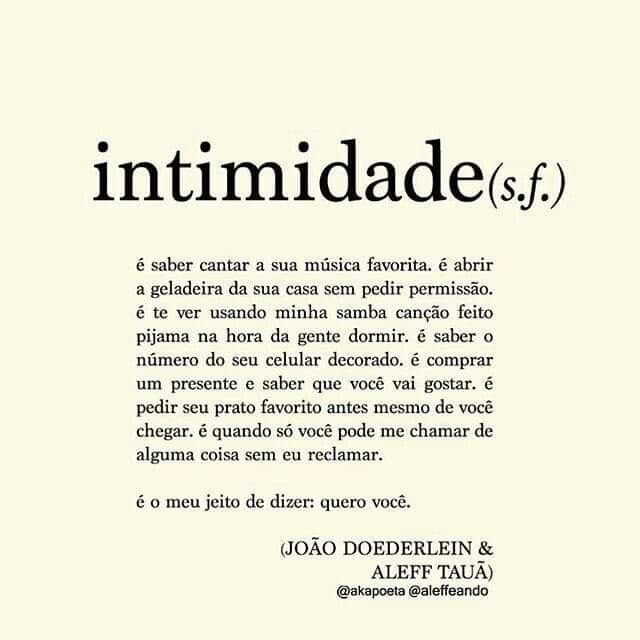 intimidade(s.f.)
é saber cantar a sua música favorita. é abrir
a geladeira da sua casa sem pedir permissão.
é te ver usando minha samba canção feito
pijama na hora da gente dormir. é saber o
número do seu celular decorado. é comprar
um presente e saber que você vai gostar. é
pedir seu prato favorito antes mesmo de você
chegar. é quando só você pode me chamar de
alguma coisa sem eu reclamar.
é o meu jeito de dizer: quero você.
(JOÃO DOEDERLEIN &
ALEFF TAUÃ)
@akapoeta @aleffeando